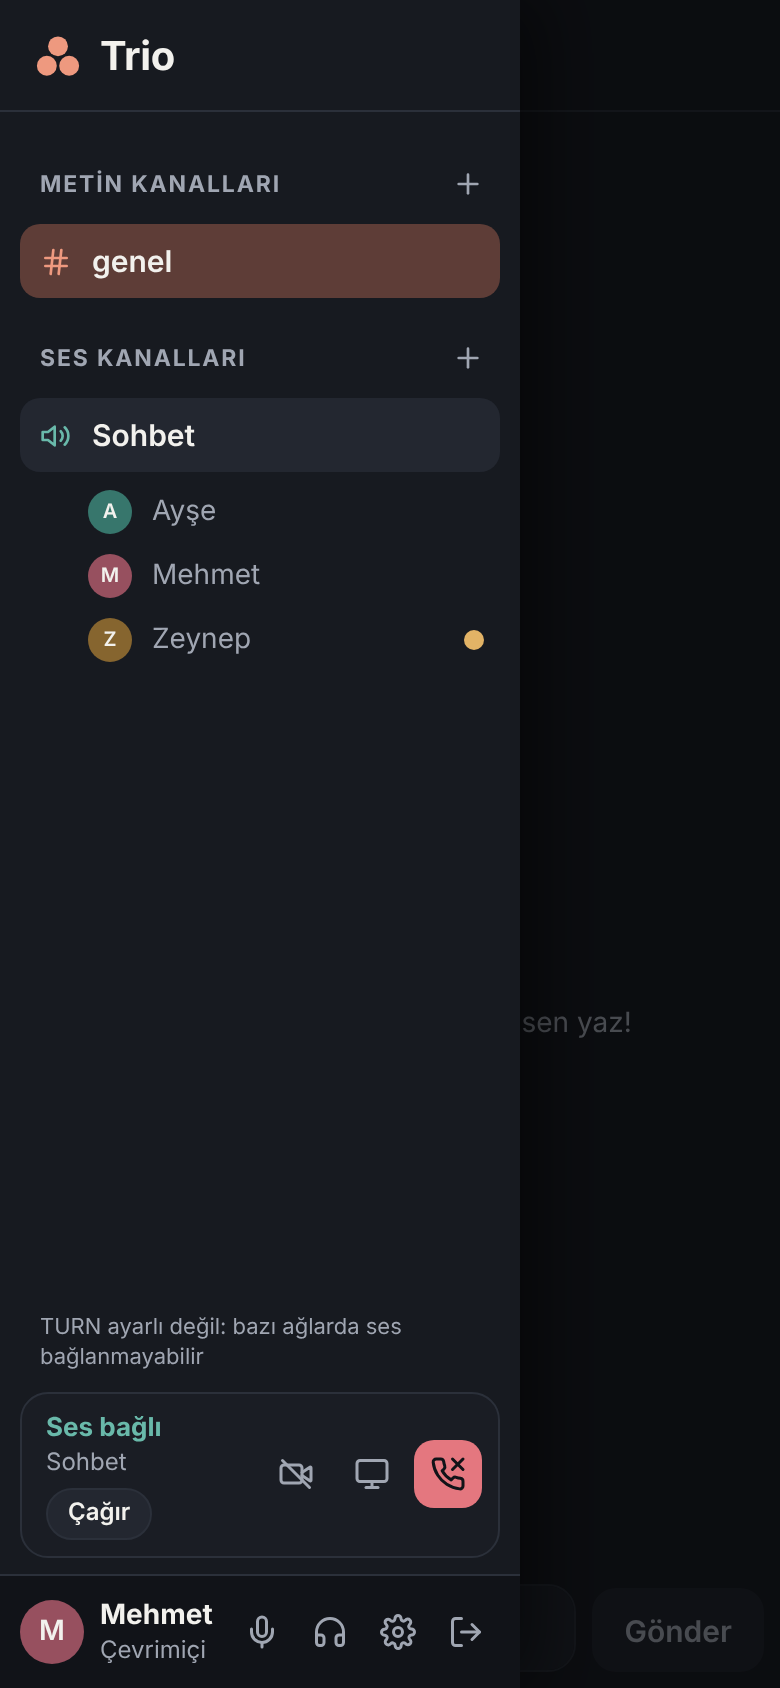 Trio
METİN KANALLARI
genel
SES KANALLARI
Sohbet
A Ayşe
M Mehmet
Z Zeynep
sen yaz!
TURN ayarlı değil: bazı ağlarda ses
bağlanmayabilir
Ses bağlı
Sohbet
Çağır
M Mehmet
Çevrimiçi
Gönder